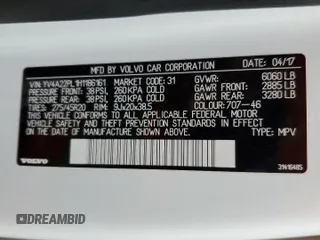 MFD. BY VOLVO CAR CORPORATION DATE: 04/17
VIN: YV4A22PL1H1186161 MARKET CODE: 31 GVWR: 6060 LB
FRONT PRESSURE: 38 PSI, 260 KPA COLD FRONT GAWR: 2885 LB
REAR PRESSURE: 38 PSI, 260 KPA COLD REAR GAWR: 3280 LB
TIRES: 275/45R20 RIM: 9Jx20x38.5 COLOUR: 707-46
THIS VEHICLE CONFORMS TO ALL APPLICABLE FEDERAL MOTOR
VEHICLE SAFETY STANDARDS IN EFFECT ON THE DATE OF
MANUFACTURE SHOWN ABOVE. TYPE: MPV
VOLVO 31416485
DREAMBID